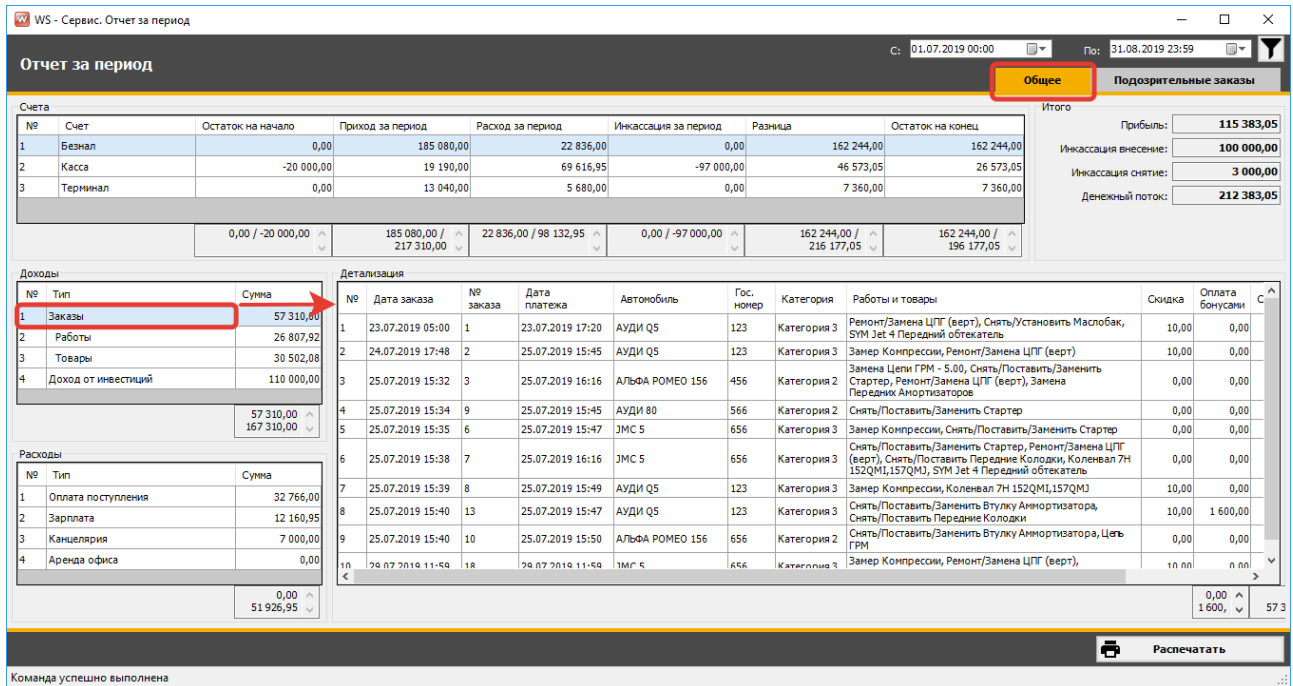 WS - Сервис. Отчет за период
С: 01.07.2019 00:00 По: 31.08.2019 23:59
Отчет за период
Общее Подозрительные заказы
Счета
№ Счет Остаток на начало Приход за период Расход за период Инкассация за период Разница Остаток на конец
1 Безнал 0,00 185 080,00 22 836,00 0,00 162 244,00 162 244,00
2 Касса -20 000,00 19 190,00 69 616,95 -97 000,00 46 573,05 26 573,05
3 Терминал 0,00 13 040,00 5 680,00 0,00 7 360,00 7 360,00
0,00 / -20 000,00 185 080,00 / 22 836,00 / 98 132,95 0,00 / -97 000,00 162 244,00 / 162 244,00 /
217 310,00 216 177,05 196 177,05
Итого
Прибыль: 115 383,05
Инкассация внесение: 100 000,00
Инкассация снятие: 3 000,00
Денежный поток: 212 383,05
Доходы
№ Тип Сумма
1 Заказы 57 310,00
2 Работы 26 807,92
3 Товары 30 502,08
4 Доход от инвестиций 110 000,00
57 310,00
167 310,00
Расходы
№ Тип Сумма
1 Оплата поступления 32 766,00
2 Зарплата 12 160,95
3 Канцелярия 7 000,00
4 Аренда офиса 0,00
0,00
51 926,95
Детализация
№ Дата заказа № заказа Дата платежа Автомобиль Гос. номер Категория Работы и товары Скидка Оплата бонусами С
1 23.07.2019 05:00 1 23.07.2019 17:20 АУДИ Q5 123 Категория 3 Ремонт/Замена ЦПГ (верт), Снять/Установить Маслобак, 10,00 0,00
SYM Jet 4 Передний обтекатель
2 24.07.2019 17:48 2 25.07.2019 15:45 АУДИ Q5 123 Категория 3 Замер Компрессии, Ремонт/Замена ЦПГ (верт) 10,00 0,00
Замена Цепи ГРМ - 5.00, Снять/Поставить/Заменить
3 25.07.2019 15:32 3 25.07.2019 16:16 АЛЬФА РОМЕО 156 456 Категория 2 Стартер, Ремонт/Замена ЦПГ (верт), Замена 0,00 0,00
Передних Амортизаторов
4 25.07.2019 15:34 9 25.07.2019 15:45 АУДИ 80 566 Категория 2 Снять/Поставить/Заменить Стартер 0,00 0,00
5 25.07.2019 15:35 6 25.07.2019 15:47 JMC 5 656 Категория 3 Замер Компрессии, Снять/Поставить/Заменить Стартер 0,00 0,00
Снять/Поставить/Заменить Стартер, Ремонт/Замена ЦПГ
6 25.07.2019 15:38 7 25.07.2019 16:16 JMC 5 656 Категория 3 (верт), Снять/Поставить Передние Колодки, Коленвал 7H 0,00 0,00
152QMI,157QMJ, SYM Jet 4 Передний обтекатель
7 25.07.2019 15:39 8 25.07.2019 15:49 АУДИ Q5 123 Категория 3 Замер Компрессии, Коленвал 7H 152QMI,157QMJ 10,00 0,00
8 25.07.2019 15:40 13 25.07.2019 15:47 АУДИ Q5 123 Категория 3 Снять/Поставить/Заменить Втулку Аммортизатора, 10,00 1 600,00
Снять/Поставить Передние Колодки
9 25.07.2019 15:40 10 25.07.2019 15:50 АЛЬФА РОМЕО 156 656 Категория 2 Снять/Поставить/Заменить Втулку Аммортизатора, Цепь 0,00 0,00
ГРМ
10 29.07.2019 11:59 18 29.07.2019 11:59 JMC 5 656 Категория 3 Замер Компрессии, Ремонт/Замена ЦПГ (верт), 10,00 0,00
0,00
1 600, 57 3
Распечатать
Команда успешно выполнена